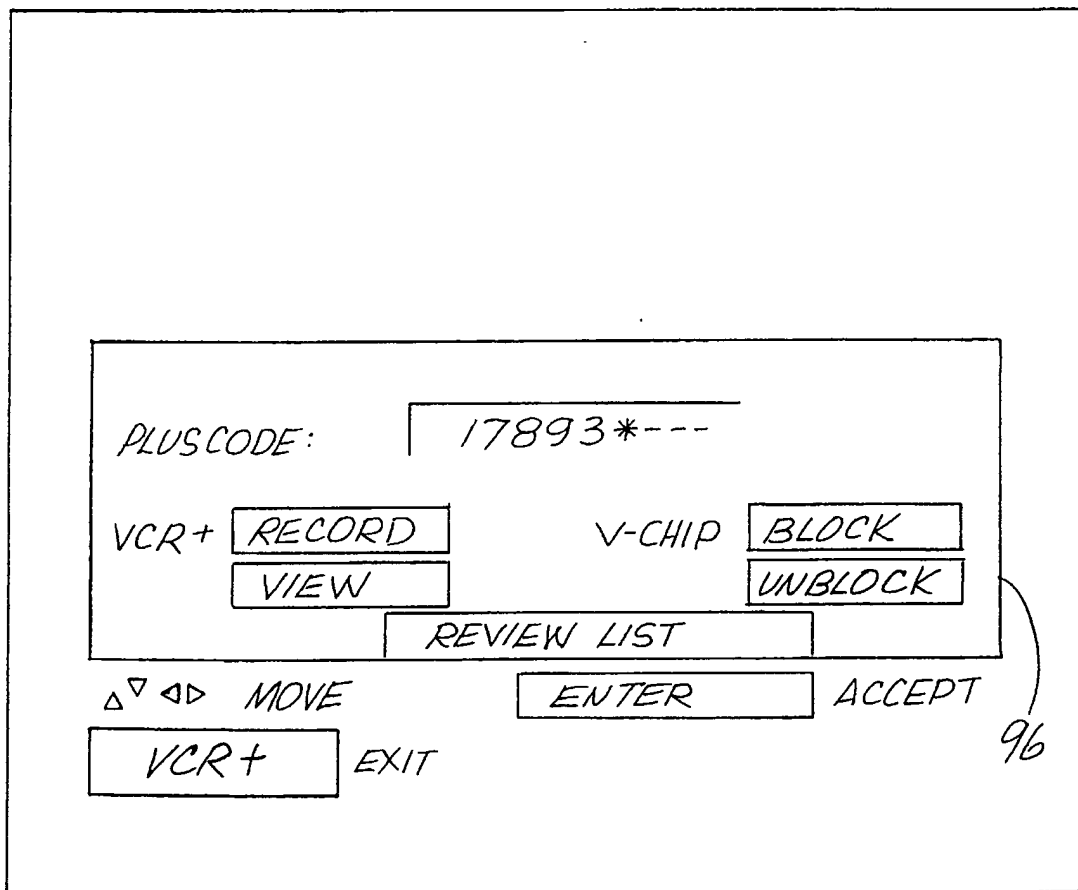 PLUSCODE: 17893*---
VCR+ RECORD V-CHIP BLOCK
VIEW UNBLOCK
REVIEW LIST
△▽ ◁▷ MOVE ENTER ACCEPT
VCR+ EXIT
96